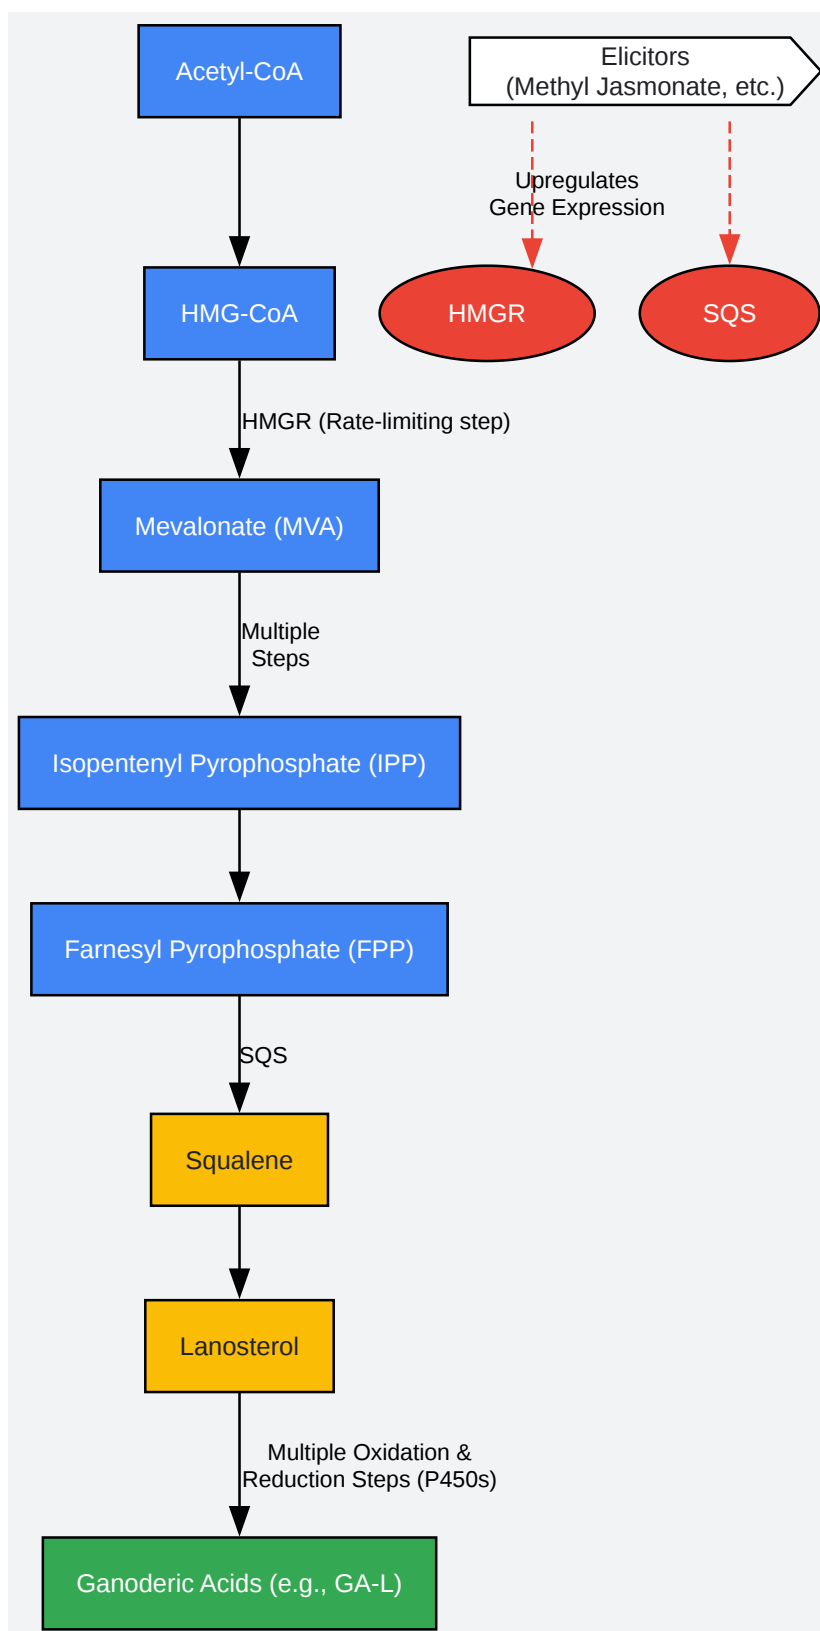 Acetyl-CoA
Elicitors
(Methyl Jasmonate, etc.)
Upregulates
Gene Expression
HMG-CoA
HMGR
SQS
HMGR (Rate-limiting step)
Mevalonate (MVA)
Multiple
Steps
Isopentenyl Pyrophosphate (IPP)
Farnesyl Pyrophosphate (FPP)
SQS
Squalene
Lanosterol
Multiple Oxidation &
Reduction Steps (P450s)
Ganoderic Acids (e.g., GA-L)